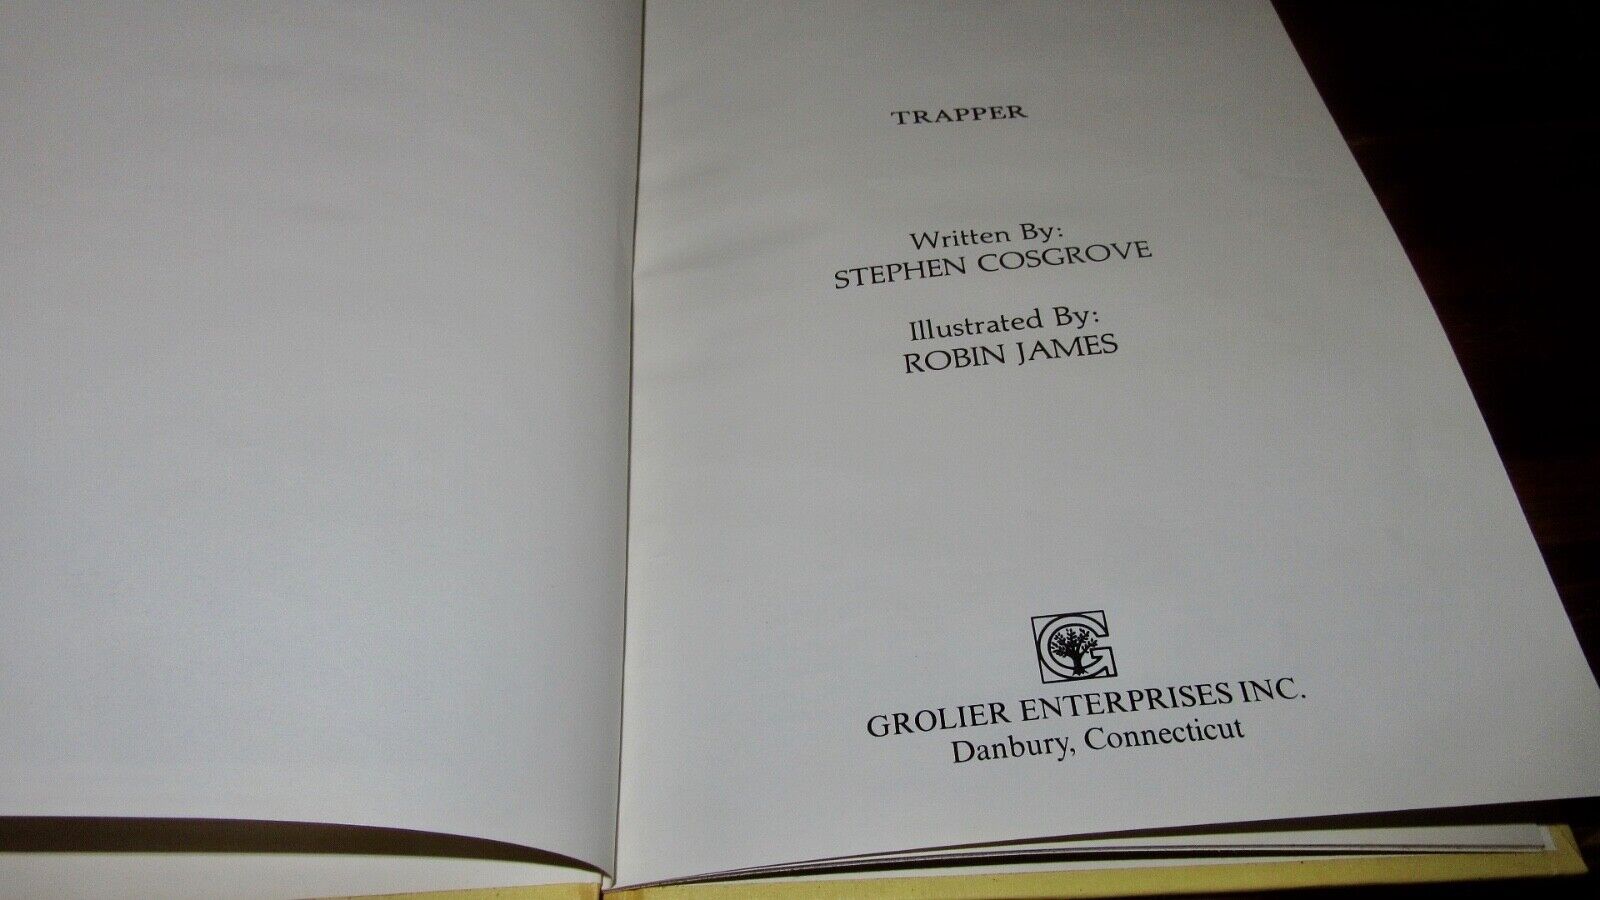 TRAPPER
Written By:
STEPHEN COSGROVE
Illustrated By:
ROBIN JAMES
G
GROLIER ENTERPRISES INC.
Danbury, Connecticut